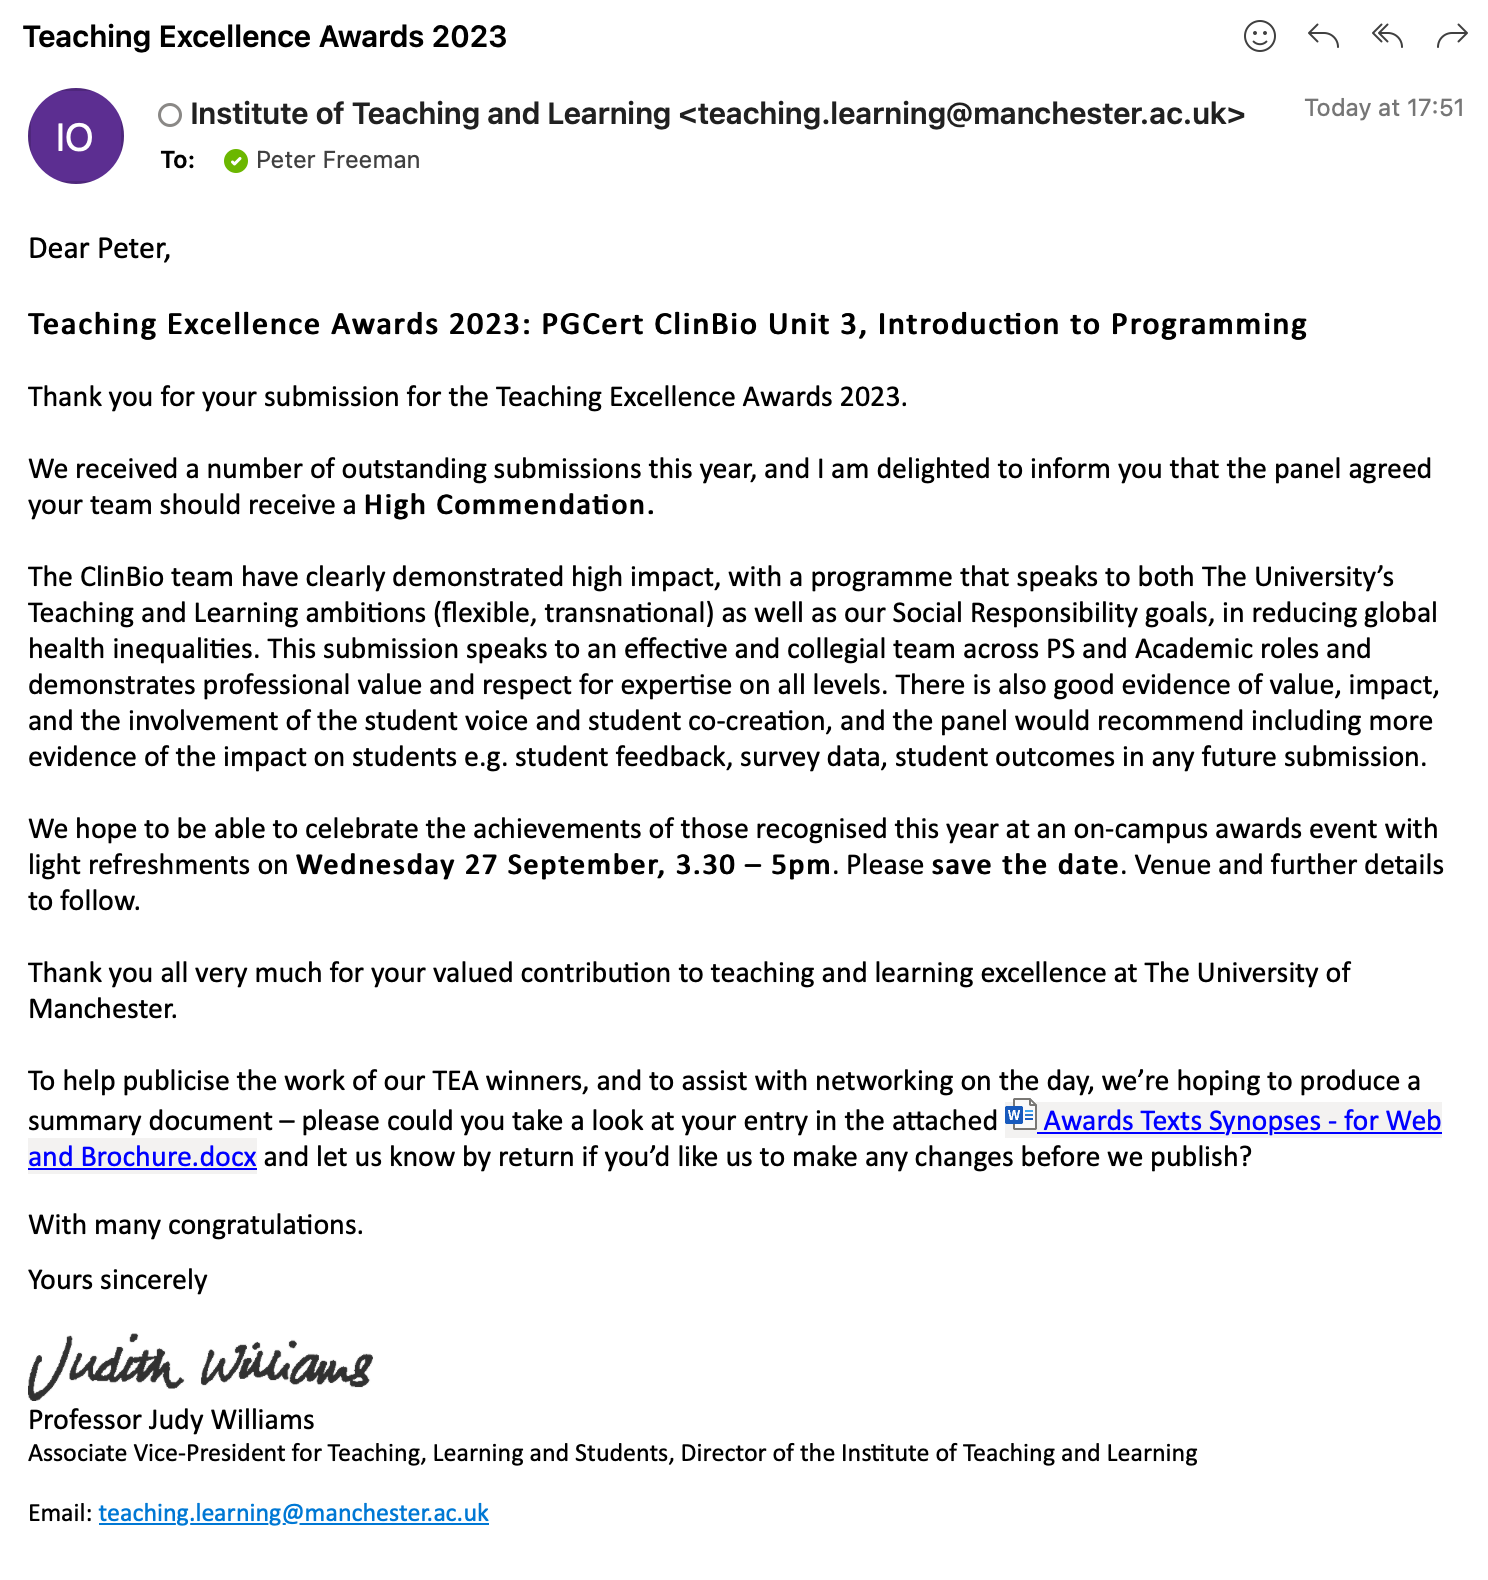 Teaching Excellence Awards 2023
IO
Institute of Teaching and Learning <teaching.learning@manchester.ac.uk>
Today at 17:51
To: Peter Freeman
Dear Peter,
Teaching Excellence Awards 2023: PGCert ClinBio Unit 3, Introduction to Programming
Thank you for your submission for the Teaching Excellence Awards 2023.
We received a number of outstanding submissions this year, and I am delighted to inform you that the panel agreed
your team should receive a High Commendation.
The ClinBio team have clearly demonstrated high impact, with a programme that speaks to both The University’s
Teaching and Learning ambitions (flexible, transnational) as well as our Social Responsibility goals, in reducing global
health inequalities. This submission speaks to an effective and collegial team across PS and Academic roles and
demonstrates professional value and respect for expertise on all levels. There is also good evidence of value, impact,
and the involvement of the student voice and student co-creation, and the panel would recommend including more
evidence of the impact on students e.g. student feedback, survey data, student outcomes in any future submission.
We hope to be able to celebrate the achievements of those recognised this year at an on-campus awards event with
light refreshments on Wednesday 27 September, 3.30 – 5pm. Please save the date. Venue and further details
to follow.
Thank you all very much for your valued contribution to teaching and learning excellence at The University of
Manchester.
To help publicise the work of our TEA winners, and to assist with networking on the day, we’re hoping to produce a
summary document – please could you take a look at your entry in the attached Awards Texts Synopses - for Web
and Brochure.docx and let us know by return if you’d like us to make any changes before we publish?
With many congratulations.
Yours sincerely
Judith Williams
Professor Judy Williams
Associate Vice-President for Teaching, Learning and Students, Director of the Institute of Teaching and Learning
Email: teaching.learning@manchester.ac.uk